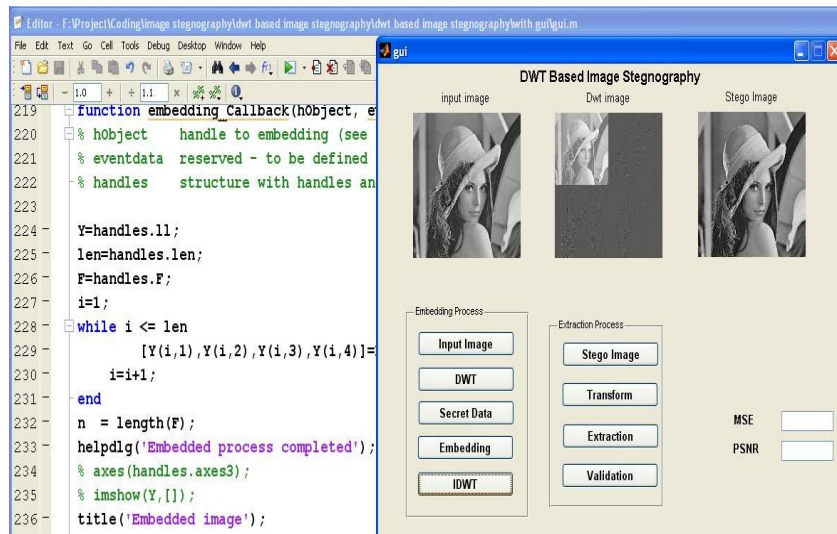 Editor - F:\Project\Coding\image stegnography\dwt based image stegnography\dwt based image stegnography\with gui\gui.m
File Edit Text Go Cell Tools Debug Desktop Window Help
- 1.0 + ÷ 1.1 ×
219 function embedding_Callback(hObject, e
220 % hObject handle to embedding (see
221 % eventdata reserved - to be defined
222 % handles structure with handles an
223
224 - Y=handles.ll;
225 - len=handles.len;
226 - F=handles.F;
227 - i=1;
228 - while i <= len
229 - [Y(i,1),Y(i,2),Y(i,3),Y(i,4)]=
230 - i=i+1;
231 - end
232 - n = length(F);
233 - helpdlg('Embedded process completed');
234 % axes(handles.axes3);
235 % imshow(Y,[]);
236 - title('Embedded image');
gui
DWT Based Image Stegnography
input image
Dwt image
Stego Image
Embedding Process
Input Image
DWT
Secret Data
Embedding
IDWT
Extraction Process
Stego Image
Transform
Extraction
Validation
MSE
PSNR